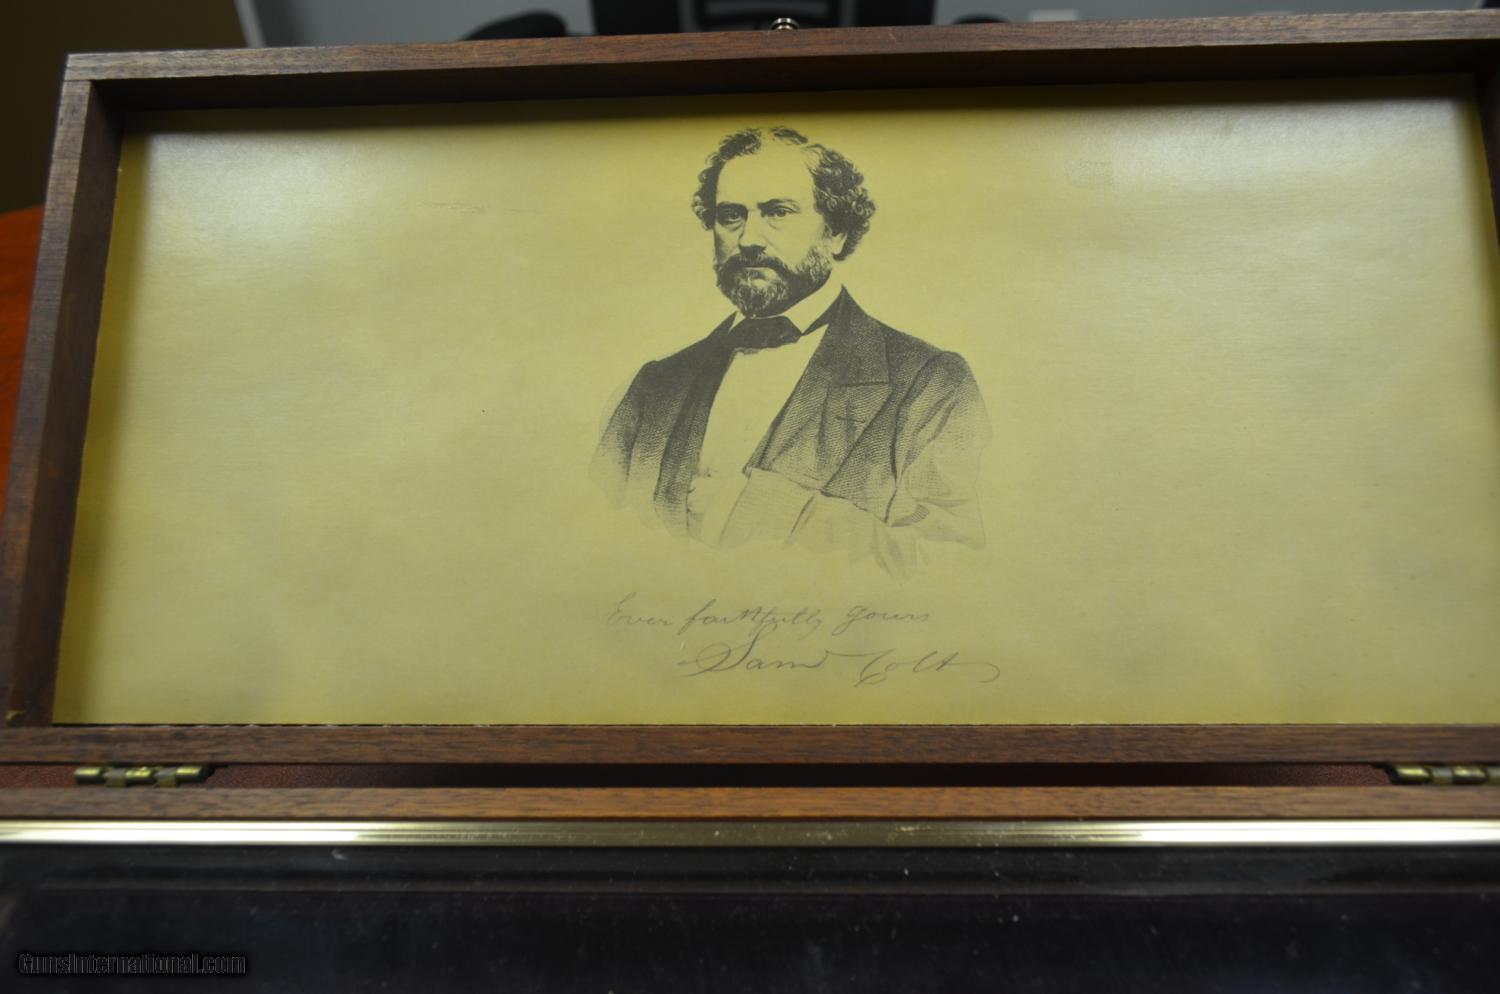 Ever faithfully yours
Saml Colt
GunsInternational.com